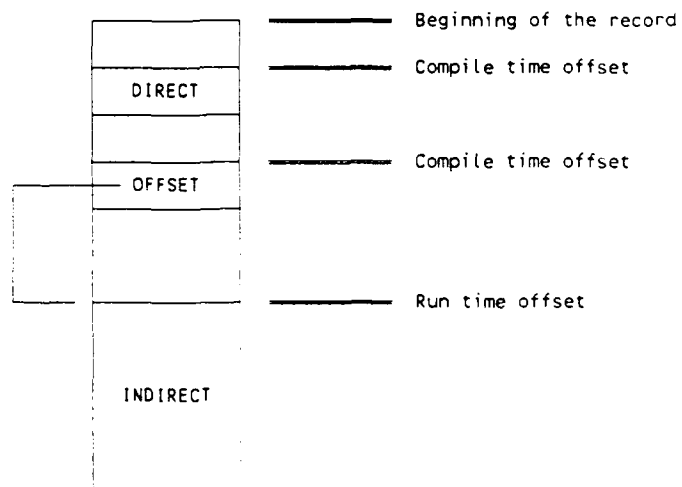 Beginning of the record
Compile time offset
DIRECT
Compile time offset
OFFSET
Run time offset
INDIRECT